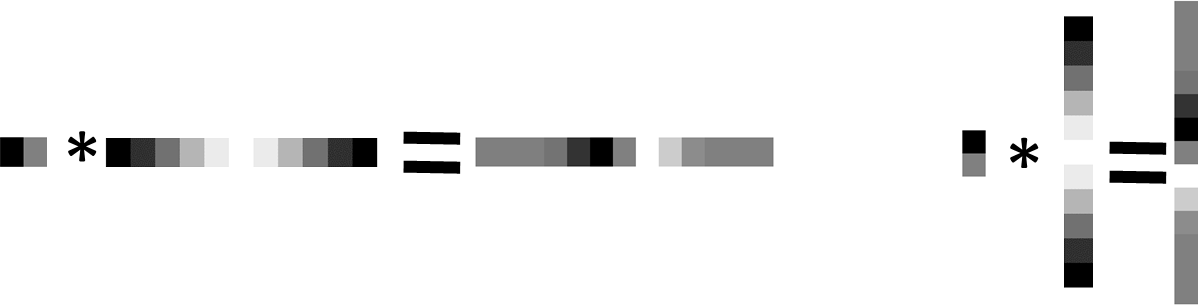 * =
* =